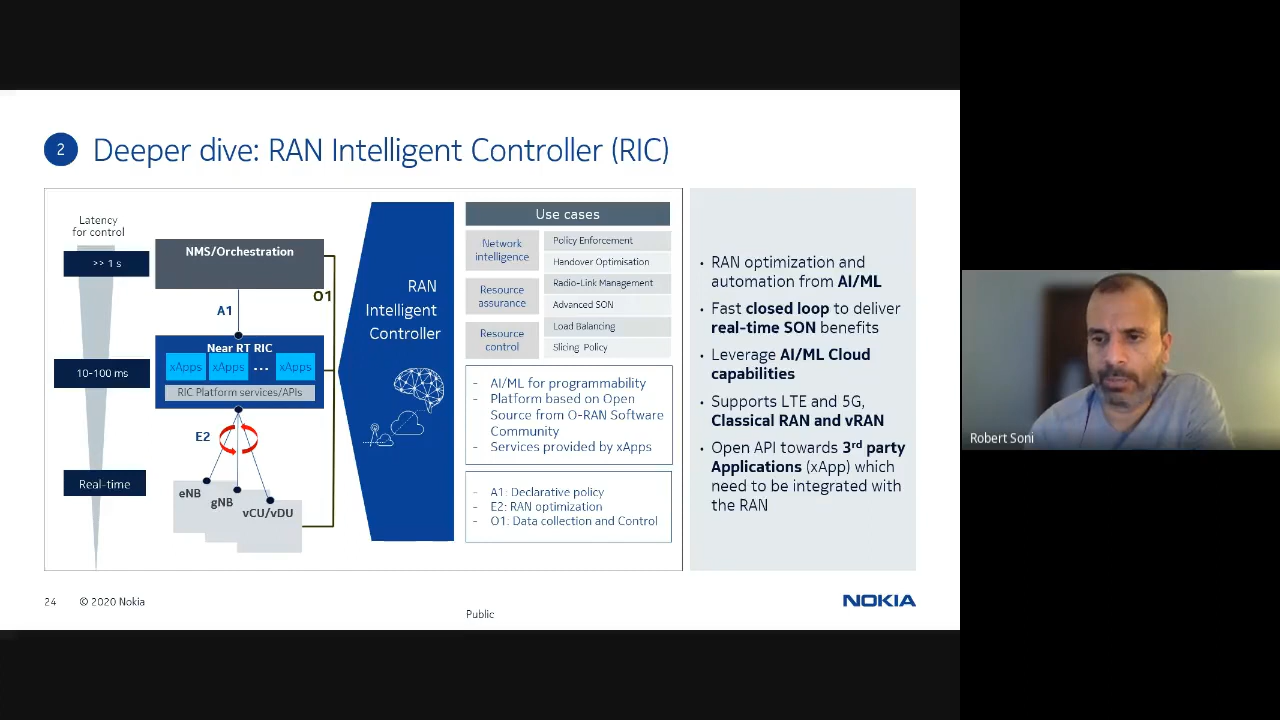 2
Deeper dive: RAN Intelligent Controller (RIC)
Latency
for control
>> 1 s
10-100 ms
Real-time
NMS/Orchestration
A1
O1
Near RT RIC
xApps
xApps
...
xApps
RIC Platform services/APIs
E2
eNB
gNB
vCU/vDU
RAN
Intelligent
Controller
Use cases
Network
intelligence
Policy Enforcement
Handover Optimisation
Resource
assurance
Radio-Link Management
Advanced SON
Resource
control
Load Balancing
Slicing Policy
- AI/ML for programmability
- Platform based on Open
Source from O-RAN Software
Community
- Services provided by xApps
- A1: Declarative policy
- E2: RAN optimization
- O1: Data collection and Control
• RAN optimization and
automation from AI/ML
• Fast closed loop to deliver
real-time SON benefits
• Leverage AI/ML Cloud
capabilities
• Supports LTE and 5G,
Classical RAN and vRAN
• Open API towards 3rd party
Applications (xApp) which
need to be integrated with
the RAN
24 © 2020 Nokia
Public
NOKIA
Robert Soni